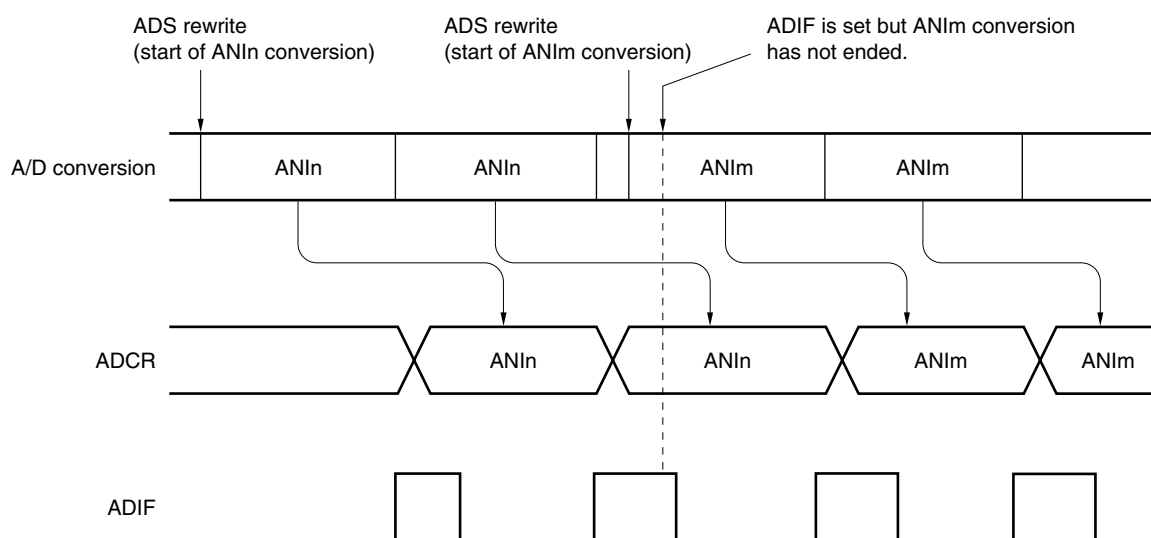 ADS rewrite
(start of ANIn conversion)
ADS rewrite
(start of ANIm conversion)
ADIF is set but ANIm conversion
has not ended.
A/D conversion
ANIn
ANIn
ANIm
ANIm
ADCR
ANIn
ANIn
ANIm
ANIm
ADIF